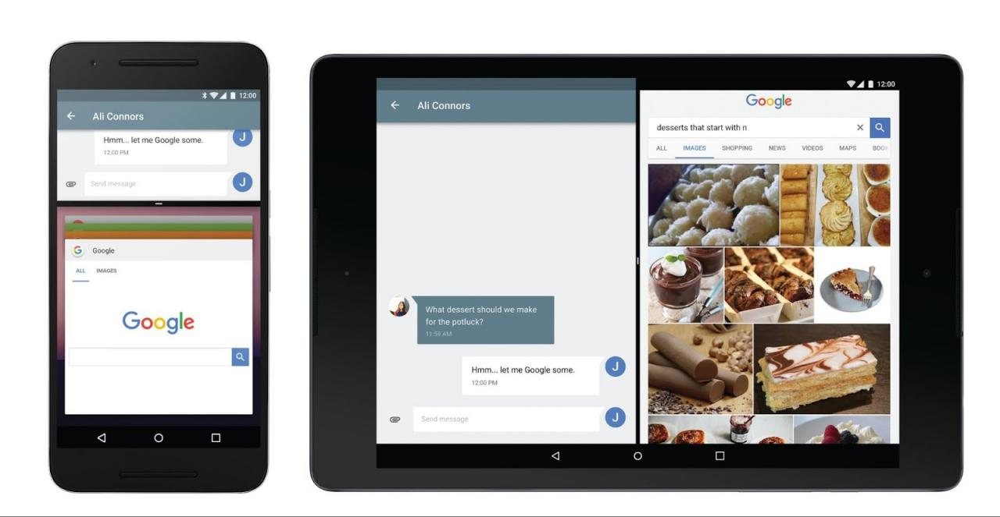 12:00
Ali Connors
Hmm... let me Google some.
12:00 PM
J
Send message
J
G Google
ALL IMAGES
Google
12:00
Ali Connors
What dessert should we make
for the potluck?
11:59 AM
Hmm... let me Google some.
12:00 PM
J
Send message
J
Google
desserts that start with n
ALL IMAGES SHOPPING NEWS VIDEOS MAPS BOOK